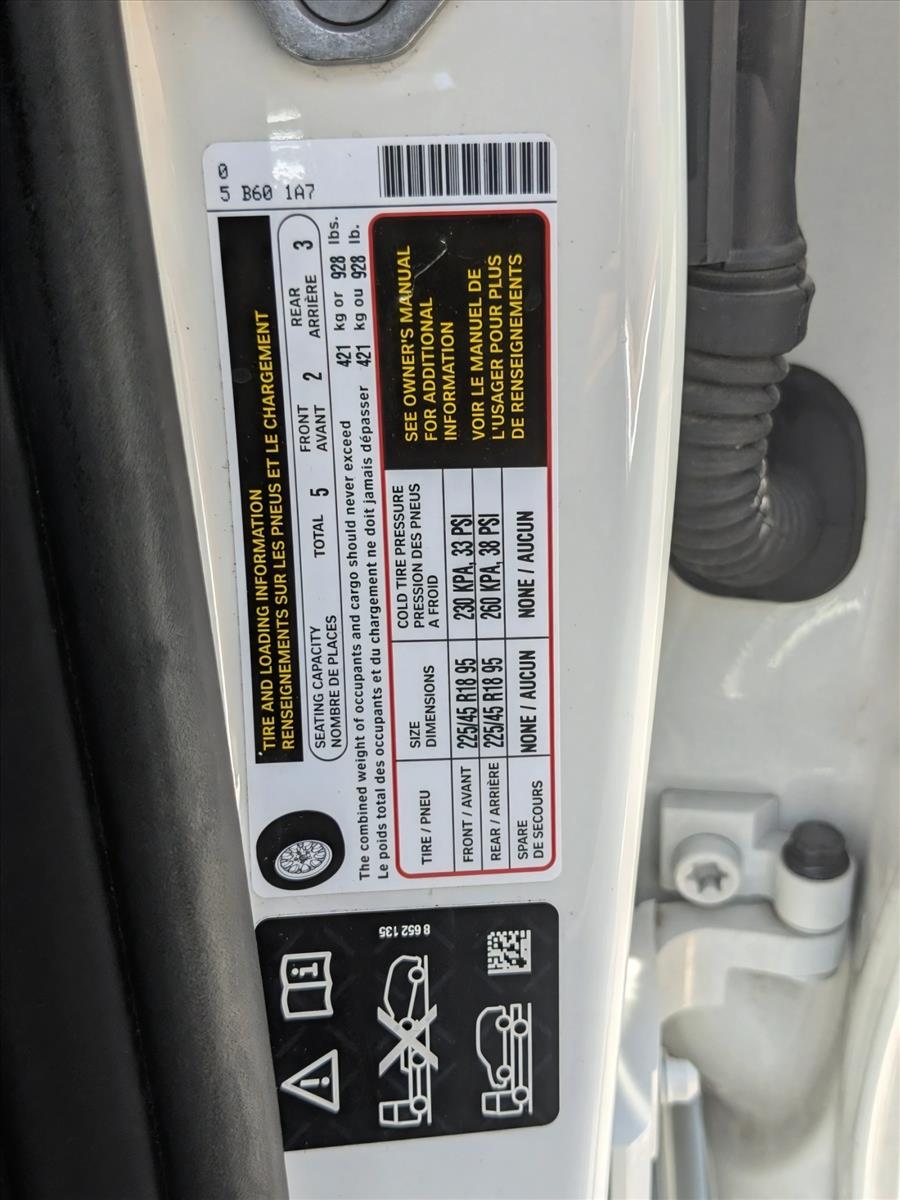 0
5 B60 1A7
TIRE AND LOADING INFORMATION
RENSEIGNEMENTS SUR LES PNEUS ET LE CHARGEMENT
SEATING CAPACITY
NOMBRE DE PLACES
TOTAL 5
FRONT
AVANT
2
REAR
ARRIÈRE
3
The combined weight of occupants and cargo should never exceed 421 kg or 928 lbs.
Le poids total des occupants et du chargement ne doit jamais dépasser 421 kg ou 928 lb.
TIRE / PNEU
SIZE
DIMENSIONS
COLD TIRE PRESSURE
PRESSION DES PNEUS
A FROID
FRONT / AVANT 225/45 R18 95 230 KPA, 33 PSI
REAR / ARRIÈRE 225/45 R18 95 260 KPA, 38 PSI
SPARE
DE SECOURS
NONE / AUCUN NONE / AUCUN
SEE OWNER'S MANUAL
FOR ADDITIONAL
INFORMATION
VOIR LE MANUEL DE
L'USAGER POUR PLUS
DE RENSEIGNEMENTS
8 652 135